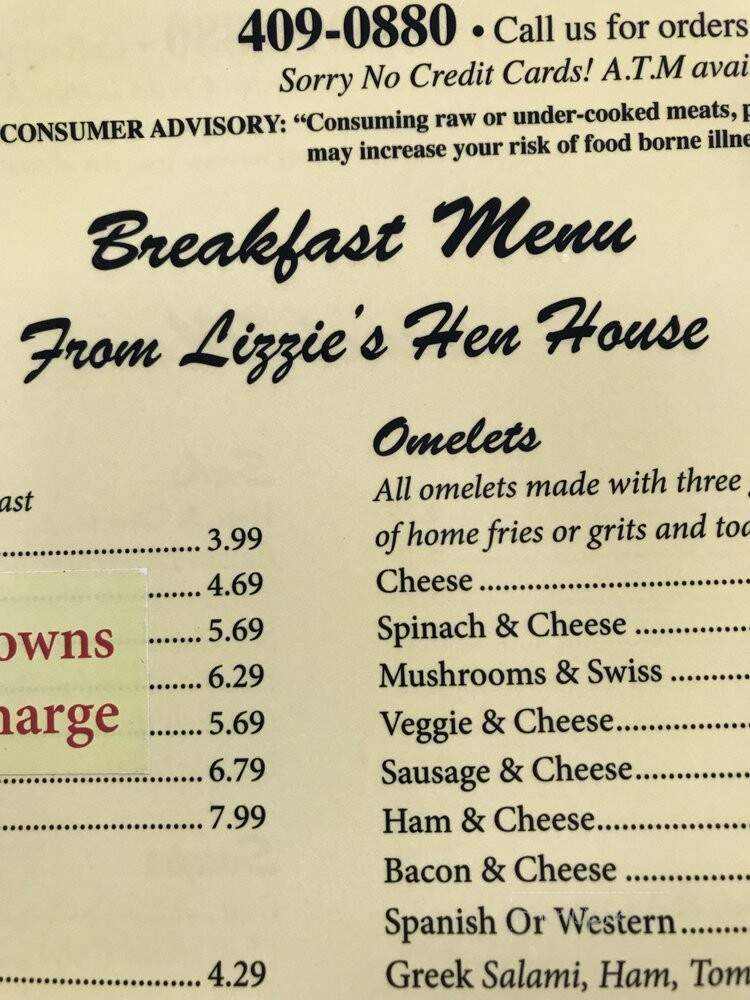 409-0880 • Call us for orders
Sorry No Credit Cards! A.T.M
CONSUMER ADVISORY: "Consuming raw or under-cooked meats,
may increase your risk of food borne
Breakfast Menu
From Lizzie's Hen House
ast
3.99
4.69
5.69
6.29
5.69
6.79
7.99
4.29
owns
harge
Omelets
All omelets made with three
of home fries or grits and
Cheese
Spinach & Cheese
Mushrooms & Swiss
Veggie & Cheese
Sausage & Cheese
Ham & Cheese
Bacon & Cheese
Spanish Or Western
Greek Salami, Ham, Tom